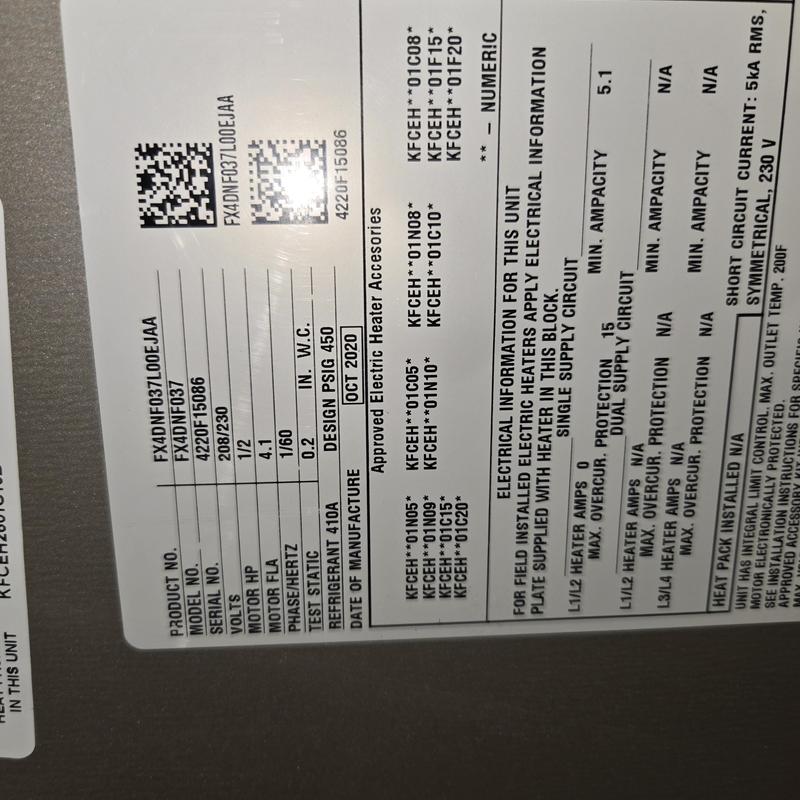 IN THIS UNIT
PRODUCT NO. FX4DNF037L00EJAA
MODEL NO. FX4DNF037
SERIAL NO. 4220F15086
VOLTS 208/230
MOTOR HP 1/2
MOTOR FLA 4.1
PHASE/HERTZ 1/60
TEST STATIC 0.2 IN. W.C.
REFRIGERANT 410A DESIGN PSIG 450
DATE OF MANUFACTURE OCT 2020
FX4DNF037L00EJAA
4220F15086
Approved Electric Heater Accesories
KFCEH**01N05* KFCEH**01C05* KFCEH**01N08* KFCEH**01C08*
KFCEH**01N09* KFCEH**01N10* KFCEH**01C10* KFCEH**01F15*
KFCEH**01C15* KFCEH**01F20*
KFCEH**01C20*
** – NUMERIC
ELECTRICAL INFORMATION FOR THIS UNIT
FOR FIELD INSTALLED ELECTRIC HEATERS APPLY ELECTRICAL INFORMATION
PLATE SUPPLIED WITH HEATER IN THIS BLOCK.
SINGLE SUPPLY CIRCUIT
L1/L2 HEATER AMPS 0 MIN. AMPACITY 5.1
MAX. OVERCUR. PROTECTION 15
DUAL SUPPLY CIRCUIT
L1/L2 HEATER AMPS N/A MIN. AMPACITY N/A
MAX. OVERCUR. PROTECTION N/A
L3/L4 HEATER AMPS N/A MIN. AMPACITY N/A
MAX. OVERCUR. PROTECTION N/A
HEAT PACK INSTALLED N/A
SHORT CIRCUIT CURRENT: 5kA RMS,
SYMMETRICAL, 230 V
UNIT HAS INTEGRAL LIMIT CONTROL. MAX. OUTLET TEMP. 200F
MOTOR ELECTRONICALLY PROTECTED.
SEE INSTALLATION INSTRUCTIONS FOR SPECIFIC
APPROVED ACCESSORY